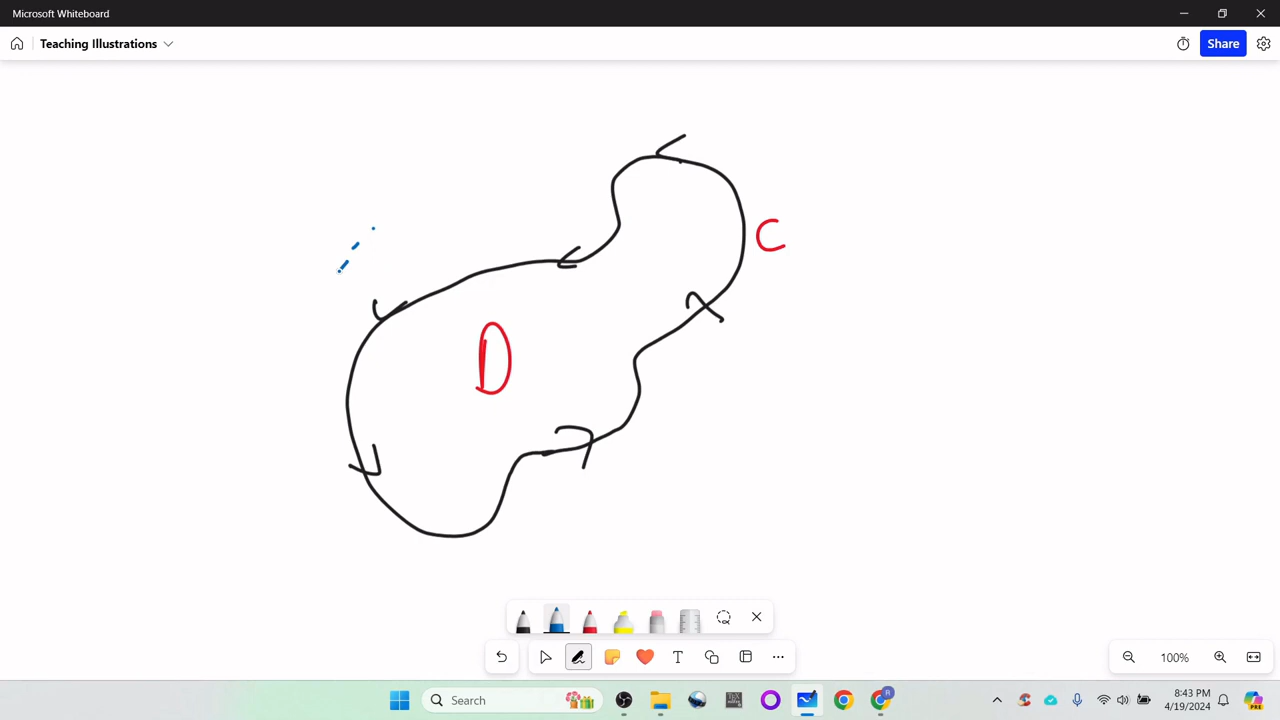 Microsoft Whiteboard
Teaching Illustrations
Share
C
D
100%
Search
8:43 PM
4/19/2024